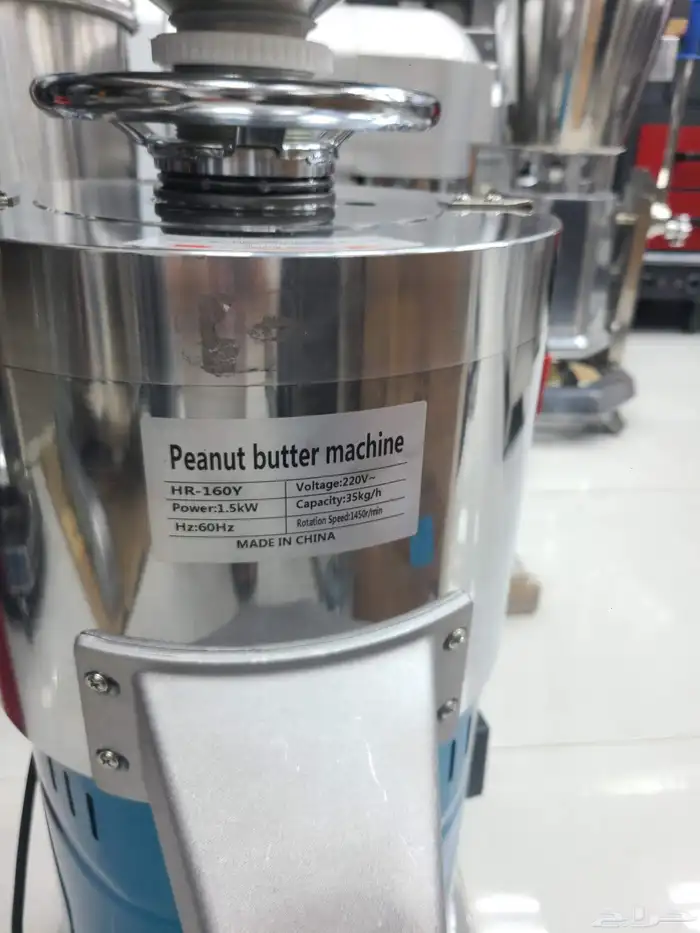 Peanut butter machine
HR-160Y
Voltage:220V~
Power:1.5kW
Capacity:35kg/h
Hz:60Hz
Rotation Speed:1450r/min
MADE IN CHINA
حراج